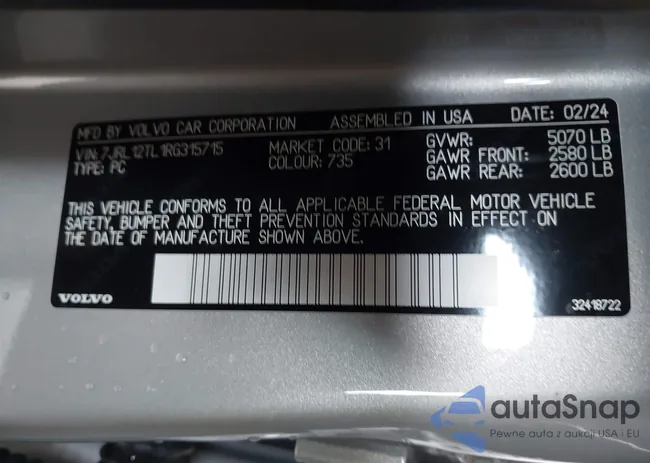 MFD BY VOLVO CAR CORPORATION ASSEMBLED IN USA DATE: 02/24
VIN: 7JRL12TL1RG315715 MARKET CODE: 31 GVWR: 5070 LB
TYPE: PC COLOUR: 735 GAWR FRONT: 2580 LB
GAWR REAR: 2600 LB
THIS VEHICLE CONFORMS TO ALL APPLICABLE FEDERAL MOTOR VEHICLE
SAFETY, BUMPER AND THEFT PREVENTION STANDARDS IN EFFECT ON
THE DATE OF MANUFACTURE SHOWN ABOVE.
VOLVO 32418722
autaSnap
Pewne auta z aukcji USA i EU